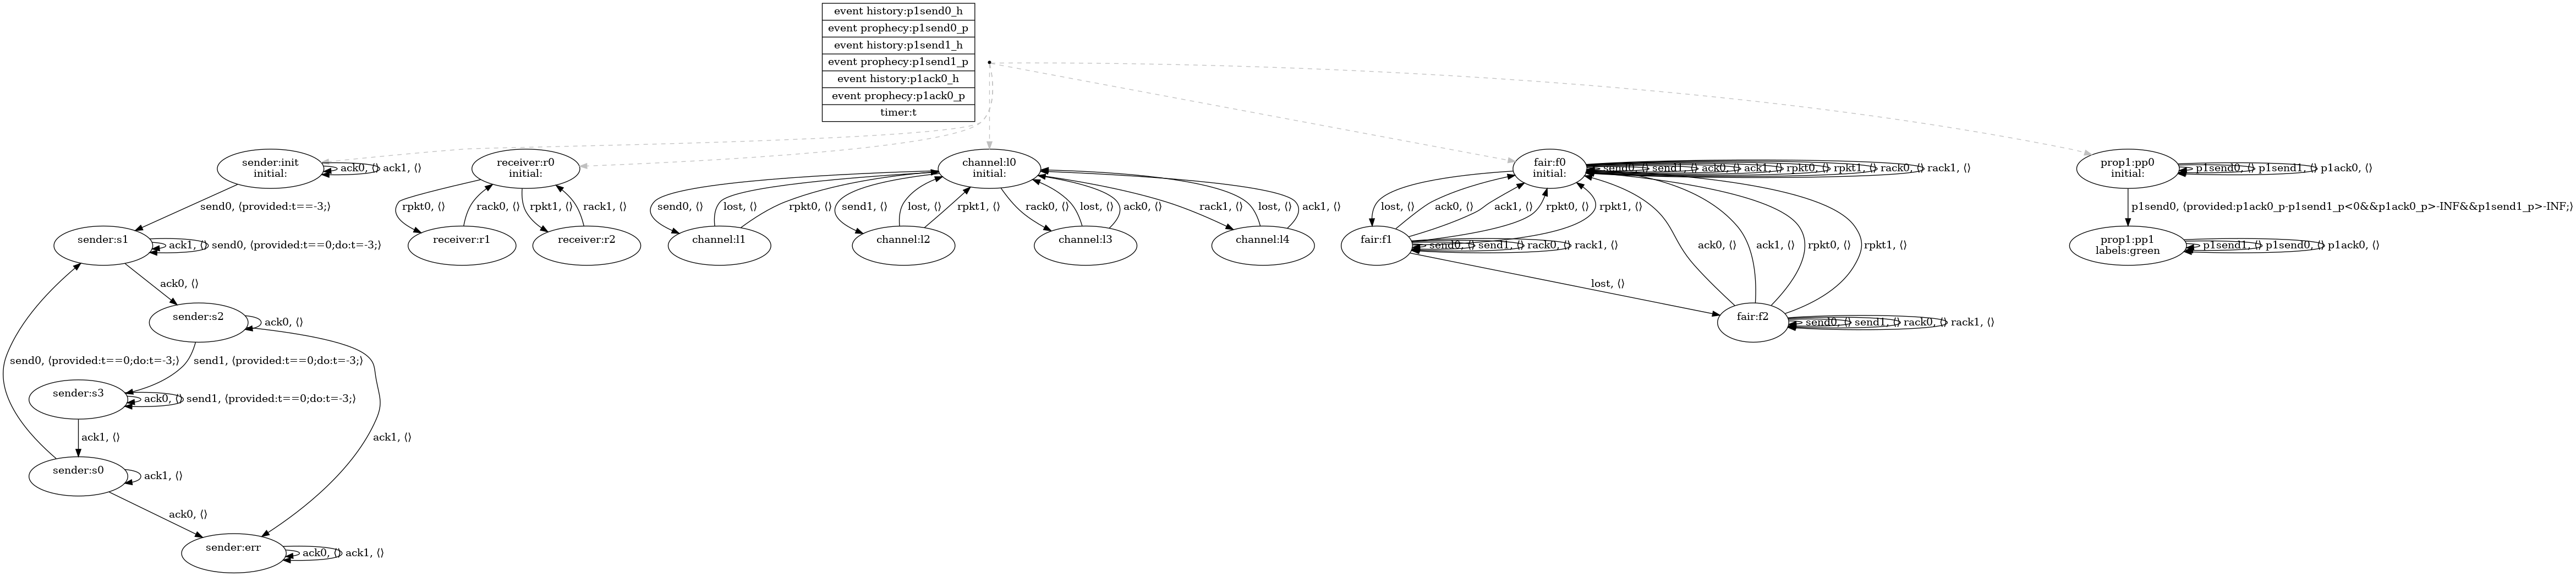 event history:p1send0_h
event prophecy:p1send0_p
event history:p1send1_h
event prophecy:p1send1_p
event history:p1ack0_h
event prophecy:p1ack0_p
timer:t
sender:init
initial:
ack0, ⟨⟩
ack1, ⟨⟩
receiver:r0
initial:
channel:l0
initial:
fair:f0
initial:
send0, ⟨⟩
send1, ⟨⟩
ack0, ⟨⟩
ack1, ⟨⟩
rpkt0, ⟨⟩
rpkt1, ⟨⟩
rack0, ⟨⟩
rack1, ⟨⟩
prop1:pp0
initial:
p1send0, ⟨⟩
p1send1, ⟨⟩
p1ack0, ⟨⟩
send0, ⟨provided:t==-3;⟩
rpkt0, ⟨⟩
rack0, ⟨⟩
rpkt1, ⟨⟩
rack1, ⟨⟩
send0, ⟨⟩
lost, ⟨⟩
rpkt0, ⟨⟩
send1, ⟨⟩
lost, ⟨⟩
rpkt1, ⟨⟩
rack0, ⟨⟩
lost, ⟨⟩
ack0, ⟨⟩
rack1, ⟨⟩
lost, ⟨⟩
ack1, ⟨⟩
lost, ⟨⟩
ack0, ⟨⟩
ack1, ⟨⟩
rpkt0, ⟨⟩
rpkt1, ⟨⟩
p1send0, ⟨provided:p1ack0_p-p1send1_p<0&&p1ack0_p>-INF&&p1send1_p>-INF;⟩
sender:s1
ack1, ⟨⟩
send0, ⟨provided:t==0;do:t=-3;⟩
receiver:r1
receiver:r2
channel:l1
channel:l2
channel:l3
channel:l4
fair:f1
send0, ⟨⟩
send1, ⟨⟩
rack0, ⟨⟩
rack1, ⟨⟩
ack0, ⟨⟩
ack1, ⟨⟩
rpkt0, ⟨⟩
rpkt1, ⟨⟩
prop1:pp1
labels:green
p1send1, ⟨⟩
p1send0, ⟨⟩
p1ack0, ⟨⟩
ack0, ⟨⟩
lost, ⟨⟩
sender:s2
ack0, ⟨⟩
fair:f2
send0, ⟨⟩
send1, ⟨⟩
rack0, ⟨⟩
rack1, ⟨⟩
send0, ⟨provided:t==0;do:t=-3;⟩
send1, ⟨provided:t==0;do:t=-3;⟩
sender:s3
ack0, ⟨⟩
send1, ⟨provided:t==0;do:t=-3;⟩
ack1, ⟨⟩
ack1, ⟨⟩
sender:s0
ack1, ⟨⟩
ack0, ⟨⟩
sender:err
ack0, ⟨⟩
ack1, ⟨⟩